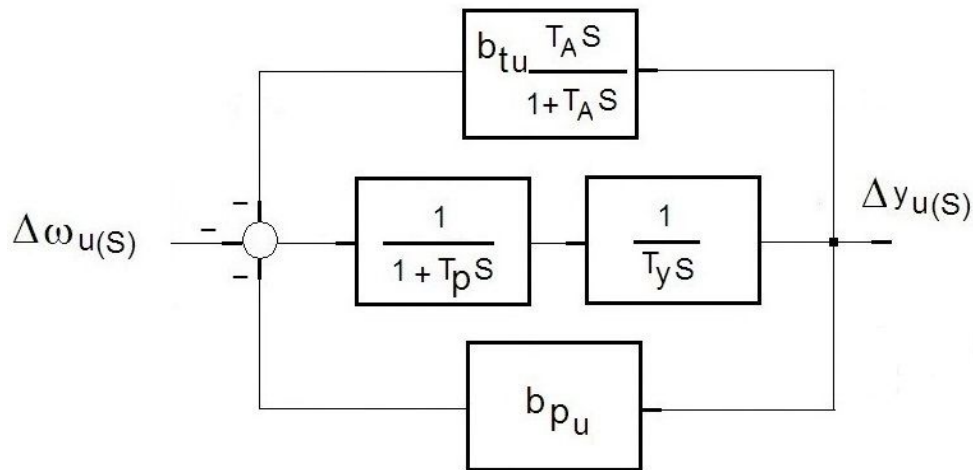 b_tu T_A S
1+T_A S
Δω_u(S)
–
–
–
1
1+T_p S
1
T_y S
Δy_u(S)
b_p_u